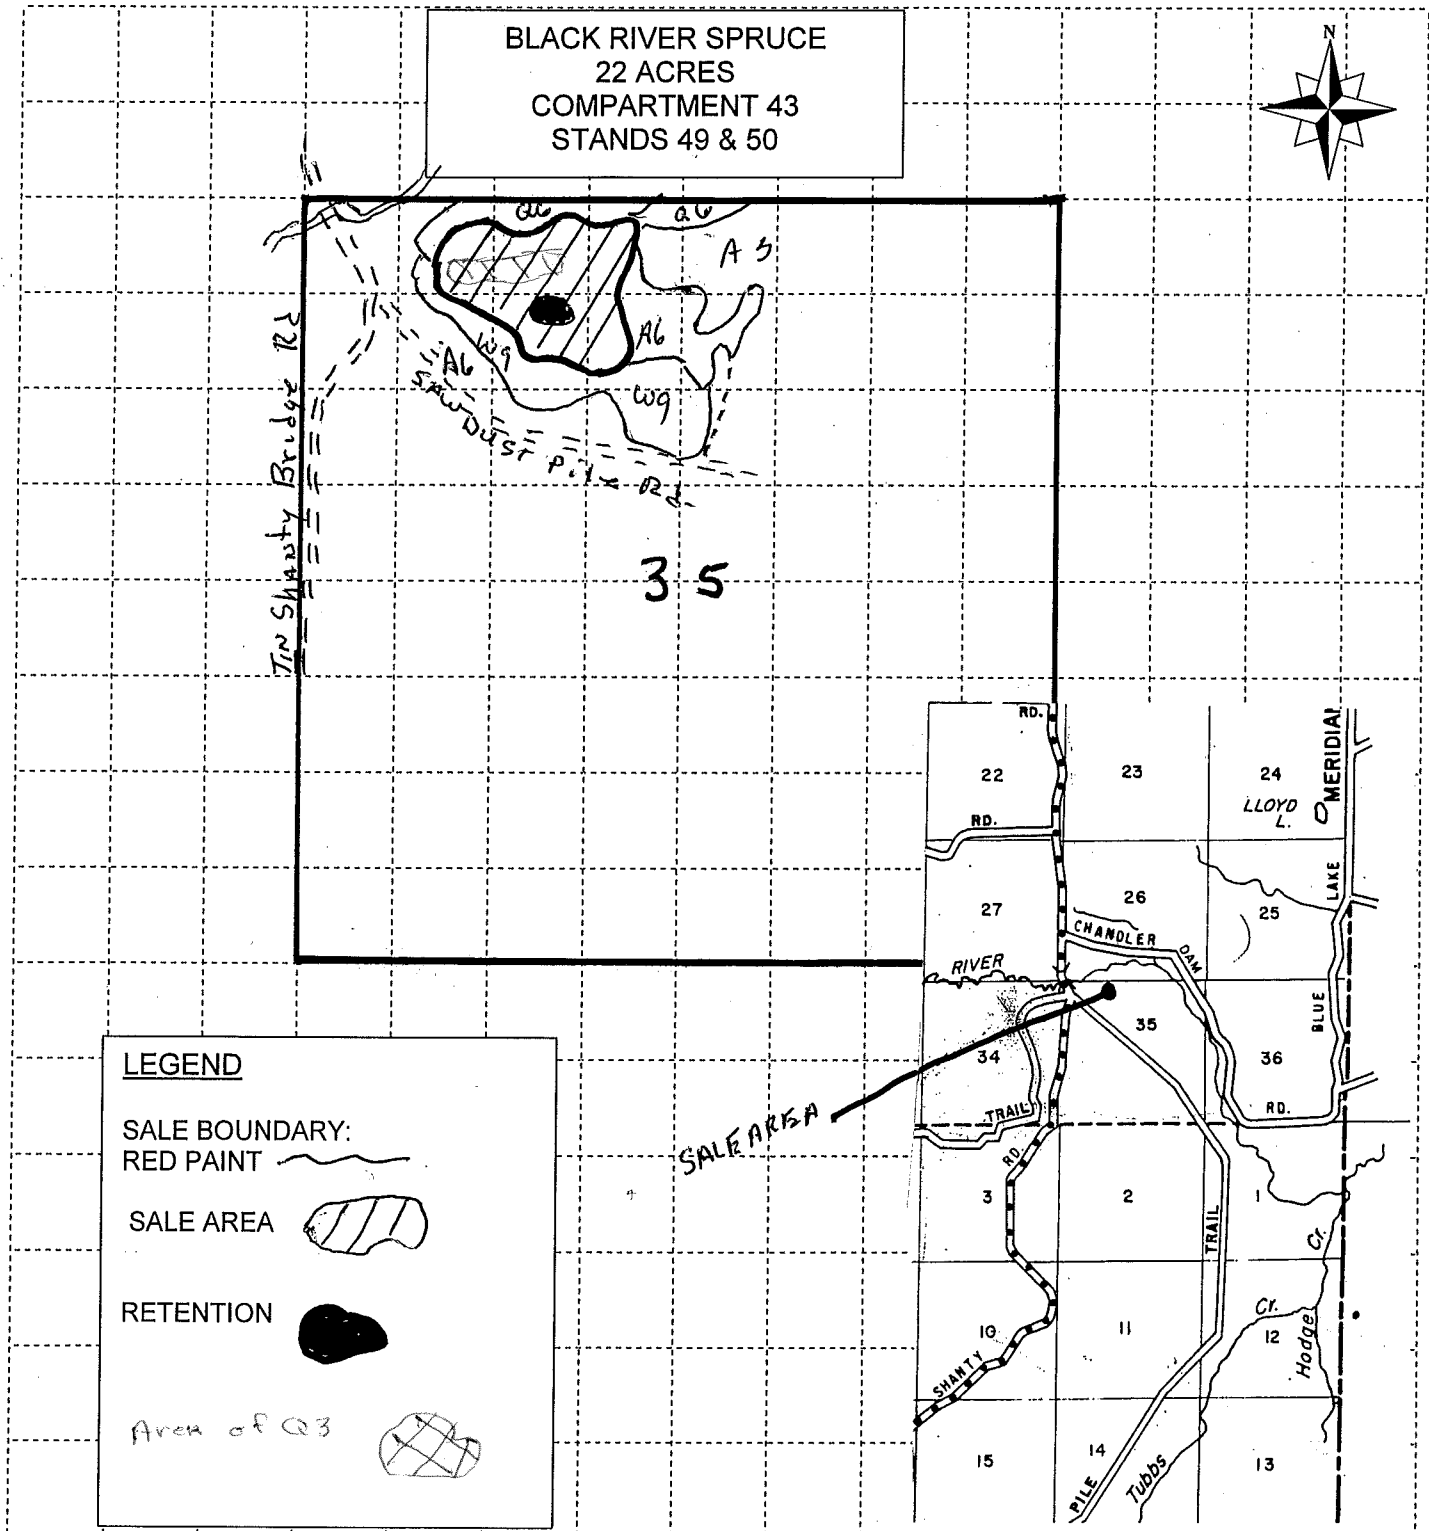 BLACK RIVER SPRUCE
22 ACRES
COMPARTMENT 43
STANDS 49 & 50
N
Q6
Q6
A5
A6
W9
A6
W9
SAWDUST Pile Rd.
Tin Shanty Bridge Rd
35
RD.
22
23
24
LLOYD
L.
MERIDIAN
RD.
27
26
25
LAKE
CHANDLER
DAM
RIVER
BLUE
34
35
36
TRAIL
RD.
SALE AREA
RD.
3
2
1
TRAIL
Cr.
10
11
Cr.
12
Hodge
SHANTY
15
14
13
PILE
Tubbs
LEGEND
SALE BOUNDARY:
RED PAINT
SALE AREA
RETENTION
Area of Q3